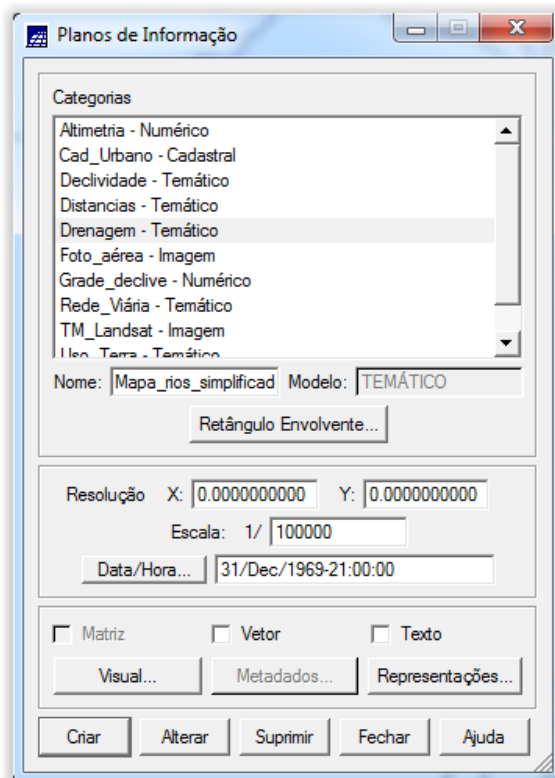 Planos de Informação
Categorias
Altimetria - Numérico
Cad_Urbano - Cadastral
Declividade - Temático
Distancias - Temático
Drenagem - Temático
Foto_aérea - Imagem
Grade_declive - Numérico
Rede_Viária - Temático
TM_Landsat - Imagem
Uso_Terra - Temático
Nome: Mapa_rios_simplificad Modelo: TEMÁTICO
Retângulo Envolvente...
Resolução X: 0.0000000000 Y: 0.0000000000
Escala: 1/ 100000
Data/Hora... 31/Dec/1969-21:00:00
Matriz Vetor Texto
Visual... Metadados... Representações...
Criar Alterar Suprimir Fechar Ajuda